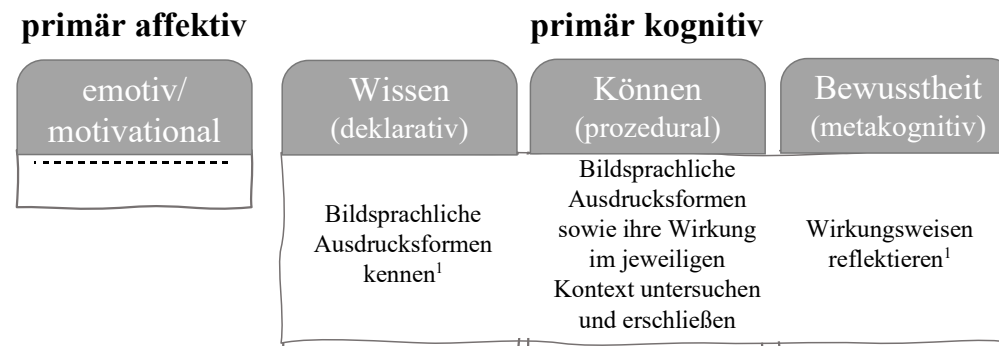 primär affektiv
primär kognitiv
emotiv/
motivational
Wissen
(deklarativ)
Können
(prozedural)
Bewusstheit
(metakognitiv)
Bildsprachliche
Ausdrucksformen
kennen¹
Bildsprachliche
Ausdrucksformen
sowie ihre Wirkung
im jeweiligen
Kontext untersuchen
und erschließen
Wirkungsweisen
reflektieren¹